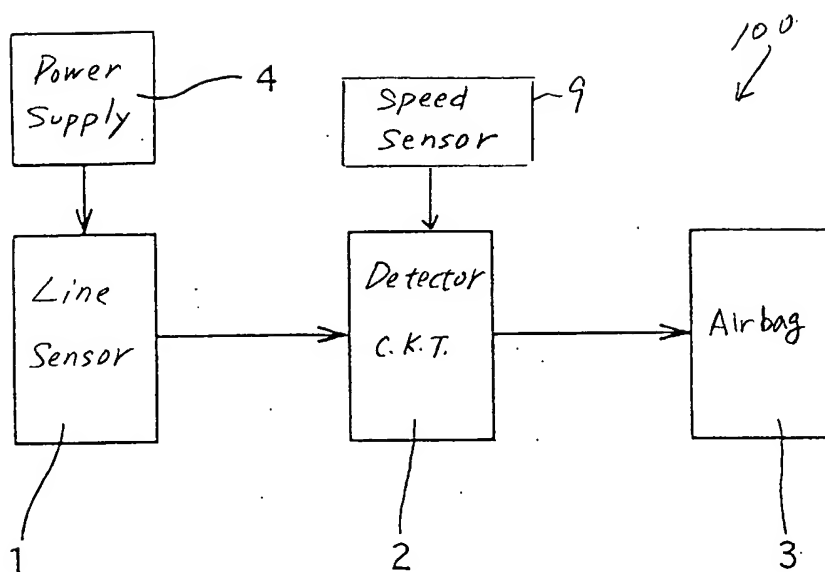 100
Power
Supply
4
Speed
Sensor
9
Line
Sensor
Detector
C.K.T.
Airbag
1
2
3